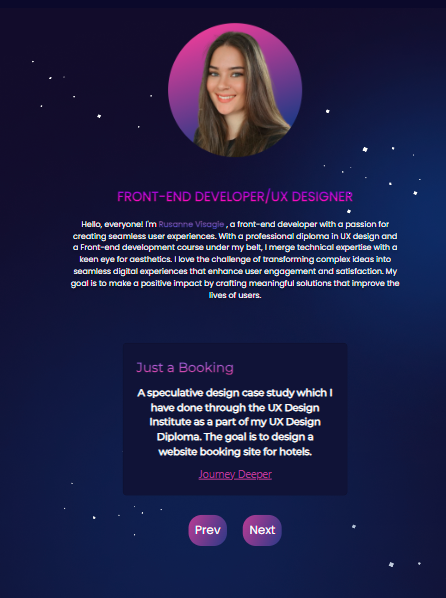 FRONT-END DEVELOPER/UX DESIGNER
Hello, everyone! I'm Rusanne Visagie , a front-end developer with a passion for
creating seamless user experiences. With a professional diploma in UX design and
a Front-end development course under my belt, I merge technical expertise with a
keen eye for aesthetics. I love the challenge of transforming complex ideas into
seamless digital experiences that enhance user engagement and satisfaction. My
goal is to make a positive impact by crafting meaningful solutions that improve the
lives of users.
Just a Booking
A speculative design case study which I
have done through the UX Design
Institute as a part of my UX Design
Diploma. The goal is to design a
website booking site for hotels.
Journey Deeper
Prev Next